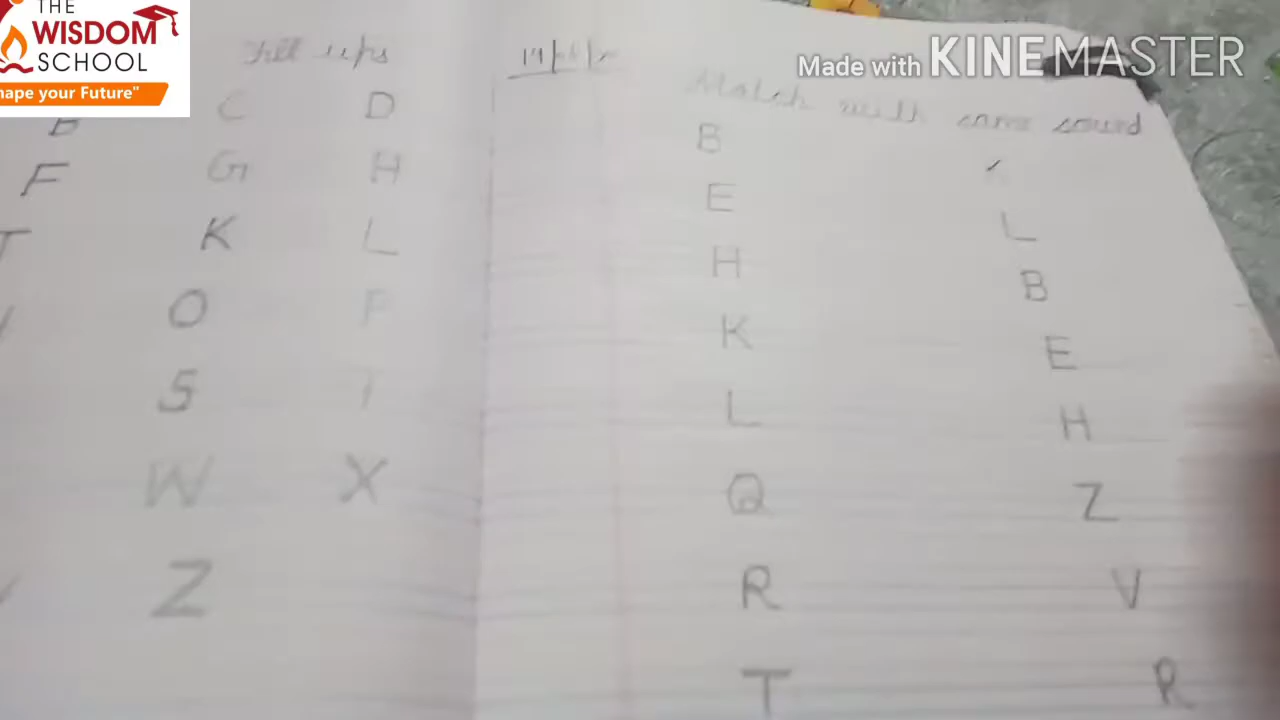 THE
WISDOM
SCHOOL
hape your Future"
Made with KINEMASTER
Fill ups
B C D
F G H
K L
O P
S T
W X
Z
Match with same sound
B
E L
H B
K E
L H
Q Z
R V
T R